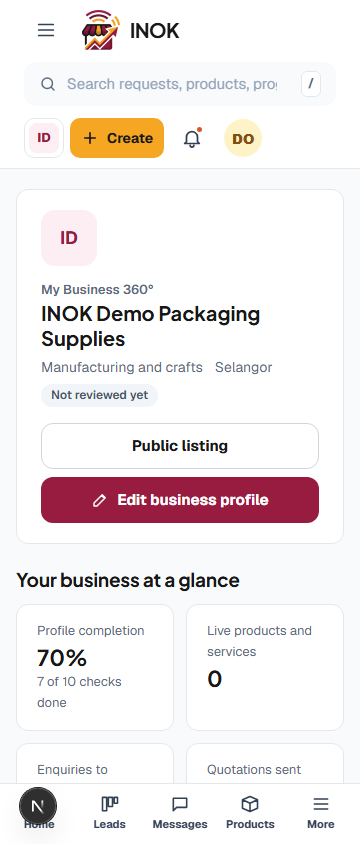 INOK
Search requests, products, prog
/
ID
+ Create
DO
ID
My Business 360°
INOK Demo Packaging
Supplies
Manufacturing and crafts Selangor
Not reviewed yet
Public listing
Edit business profile
Your business at a glance
Profile completion
70%
7 of 10 checks
done
Live products and
services
0
Enquiries to
Quotations sent
N
Home
Leads
Messages
Products
More